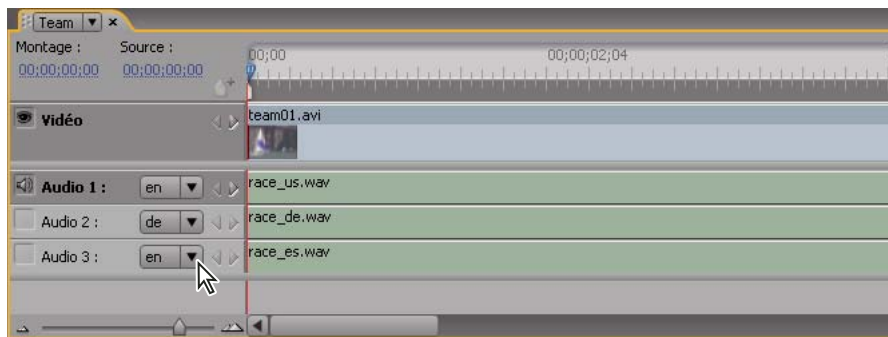 Team
Montage : Source :
00;00;00;00 00;00;00;00
00;00 00;00;02;04
Vidéo team01.avi
Audio 1 : en race_us.wav
Audio 2 : de race_de.wav
Audio 3 : en race_es.wav